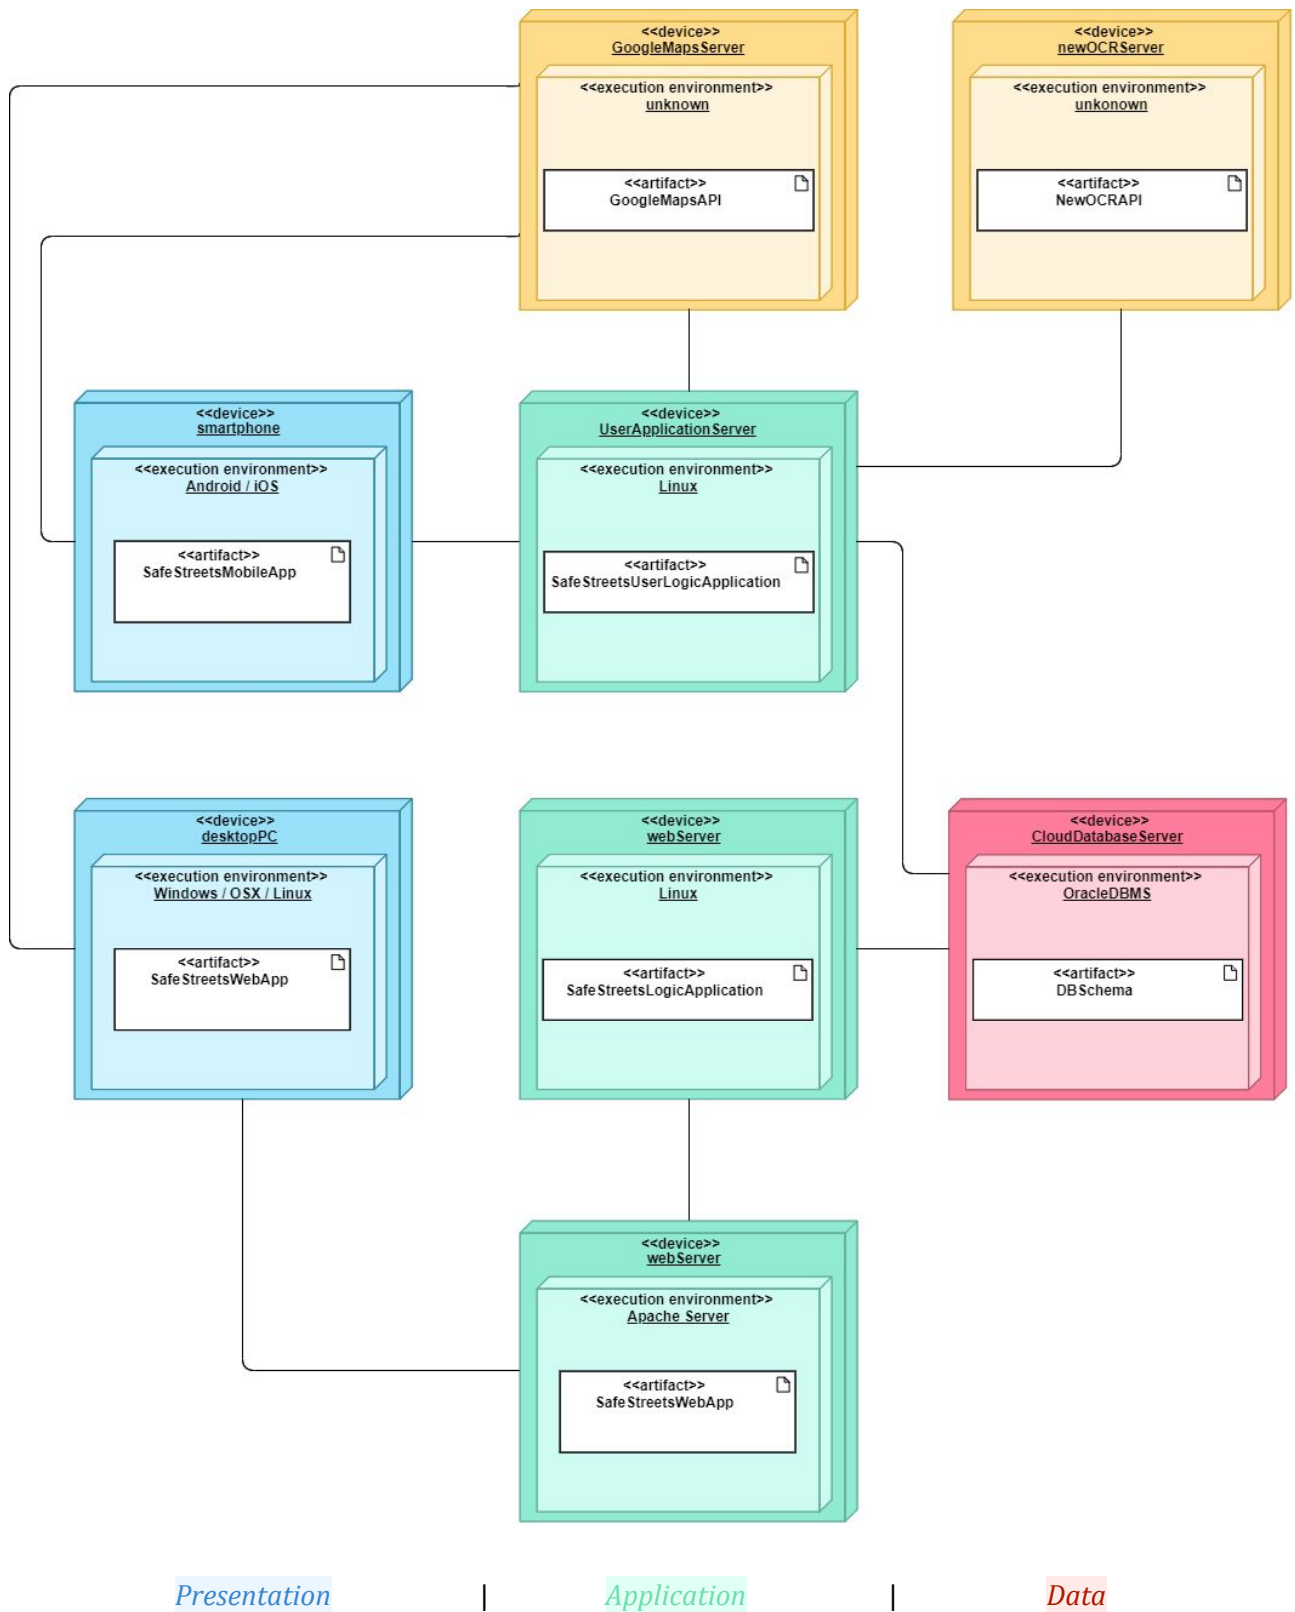 <<device>>
GoogleMapsServer
<<execution environment>>
unknown
<<artifact>>
GoogleMapsAPI
<<device>>
newOCRServer
<<execution environment>>
unkonown
<<artifact>>
NewOCRAPI
<<device>>
smartphone
<<execution environment>>
Android / iOS
<<artifact>>
SafeStreetsMobileApp
<<device>>
UserApplicationServer
<<execution environment>>
Linux
<<artifact>>
SafeStreetsUserLogicApplication
<<device>>
desktopPC
<<execution environment>>
Windows / OSX / Linux
<<artifact>>
SafeStreetsWebApp
<<device>>
webServer
<<execution environment>>
Linux
<<artifact>>
SafeStreetsLogicApplication
<<device>>
CloudDatabaseServer
<<execution environment>>
OracleDBMS
<<artifact>>
DBSchema
<<device>>
webServer
<<execution environment>>
Apache Server
<<artifact>>
SafeStreetsWebApp
Presentation | Application | Data